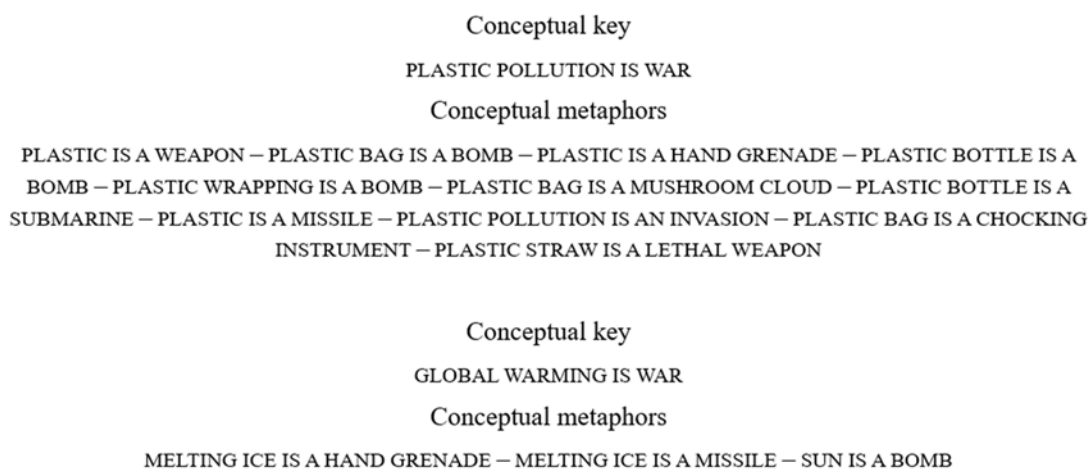 Conceptual key
PLASTIC POLLUTION IS WAR
Conceptual metaphors
PLASTIC IS A WEAPON – PLASTIC BAG IS A BOMB – PLASTIC IS A HAND GRENADE – PLASTIC BOTTLE IS A
BOMB – PLASTIC WRAPPING IS A BOMB – PLASTIC BAG IS A MUSHROOM CLOUD – PLASTIC BOTTLE IS A
SUBMARINE – PLASTIC IS A MISSILE – PLASTIC POLLUTION IS AN INVASION – PLASTIC BAG IS A CHOCKING
INSTRUMENT – PLASTIC STRAW IS A LETHAL WEAPON
Conceptual key
GLOBAL WARMING IS WAR
Conceptual metaphors
MELTING ICE IS A HAND GRENADE – MELTING ICE IS A MISSILE – SUN IS A BOMB